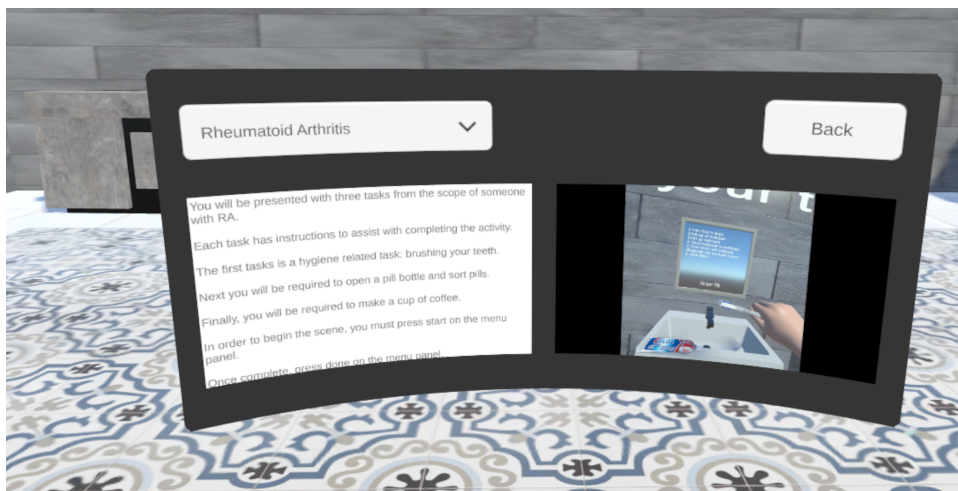 Rheumatoid Arthritis
Back
You will be presented with three tasks from the scope of someone
with RA.
Each task has instructions to assist with completing the activity.
The first tasks is a hygiene related task: brushing your teeth.
Next you will be required to open a pill bottle and sort pills.
Finally, you will be required to make a cup of coffee.
In order to begin the scene, you must press start on the menu
panel.
Once complete, press done on the menu panel.
your t